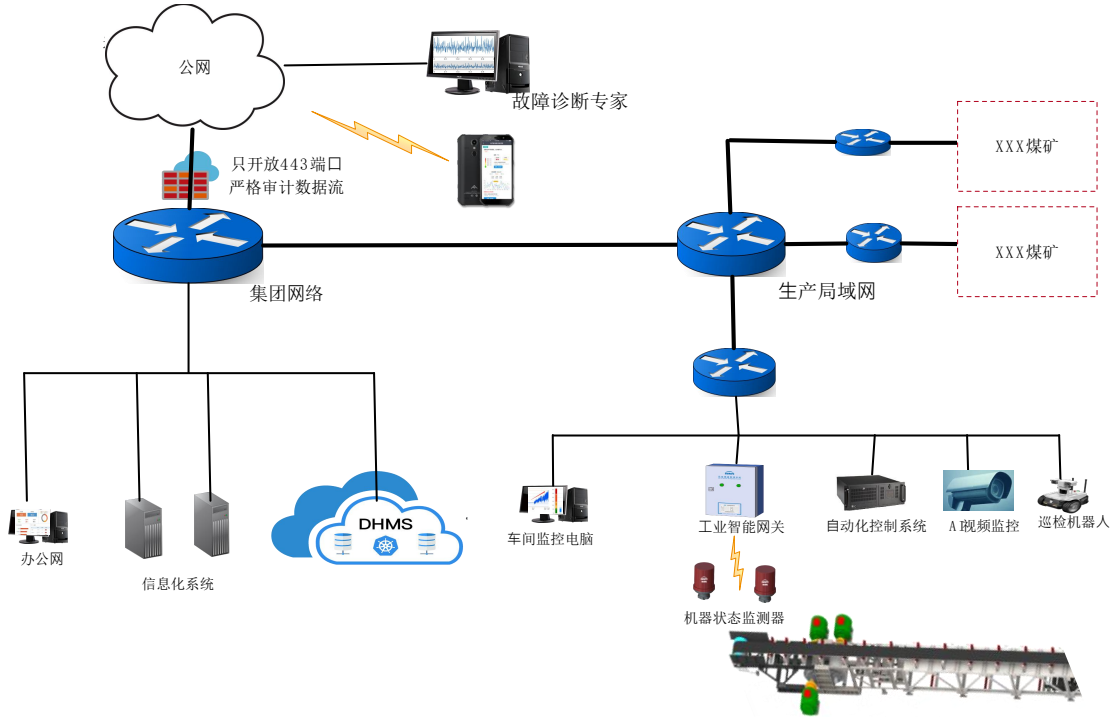 公网
故障诊断专家
只开放443端口
严格审计数据流
XXX煤矿
XXX煤矿
集团网络
生产局域网
DHMS
办公网
信息化系统
车间监控电脑
工业智能网关
自动化控制系统
AI视频监控
巡检机器人
机器状态监测器